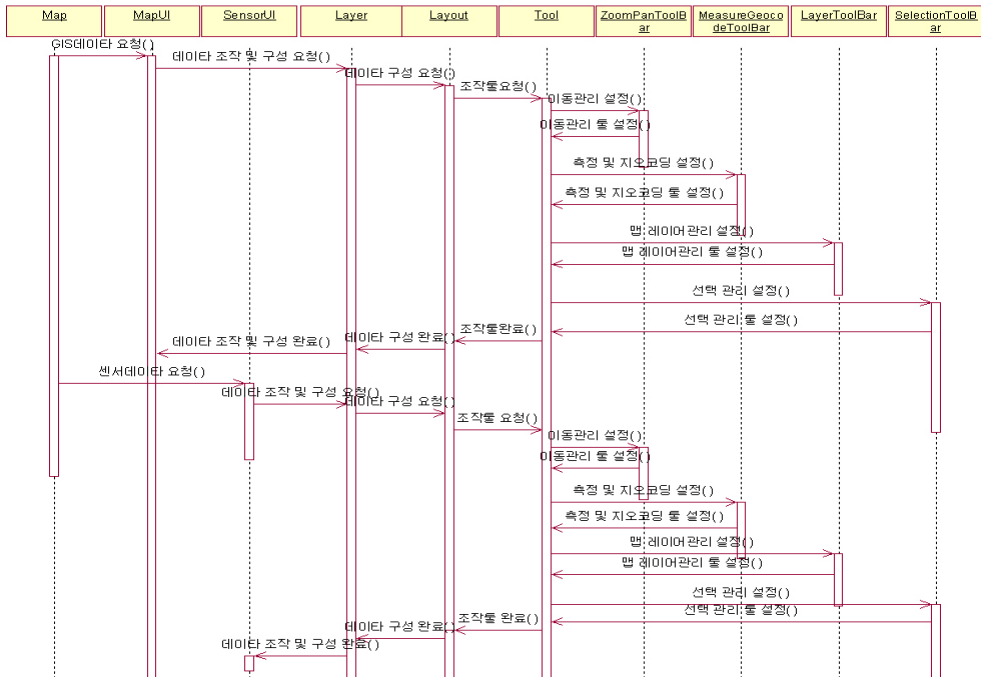 Map
MapUI
SensorUI
Layer
Layout
Tool
ZoomPanToolB
ar
MeasureGeoco
deToolBar
LayerToolBar
SelectionToolB
ar
GIS데이타 요청()
데이타 조작 및 구성 요청()
데이타 구성 요청()
조작툴요청()
이동관리 설정()
이동관리 툴 설정()
측정 및 지오코딩 설정()
측정 및 지오코딩 툴 설정()
맵 레이어관리 설정()
맵 레이어관리 툴 설정()
선택 관리 설정()
선택 관리 툴 설정()
조작툴완료()
데이타 구성 완료()
데이타 조작 및 구성 완료()
센서데이타 요청()
데이타 조작 및 구성 요청()
데이타 구성 요청()
조작툴 요청()
이동관리 설정()
이동관리 툴 설정()
측정 및 지오코딩 설정()
측정 및 지오코딩 툴 설정()
맵 레이어관리 설정()
맵 레이어관리 툴 설정()
선택 관리 설정()
선택 관리 툴 설정()
조작툴 완료()
데이타 구성 완료()
데이타 조작 및 구성 완료()